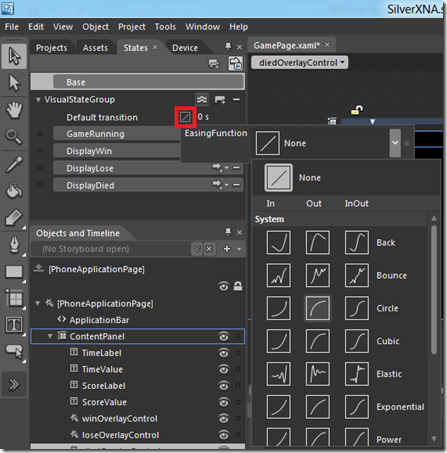 SilverXNA.s
File Edit View Object Project Tools Window Help
Projects Assets States Device
GamePage.xaml*
diedOverlayControl
Base
VisualStateGroup
Default transition 0 s
GameRunning
EasingFunction
None
DisplayWin
DisplayLose
DisplayDied
None
In Out InOut
System
Back
Bounce
Circle
Cubic
Elastic
Exponential
Power
Objects and Timeline
(No Storyboard open)
[PhoneApplicationPage]
[PhoneApplicationPage]
ApplicationBar
ContentPanel
TimeLabel
TimeValue
ScoreLabel
ScoreValue
winOverlayControl
loseOverlayControl